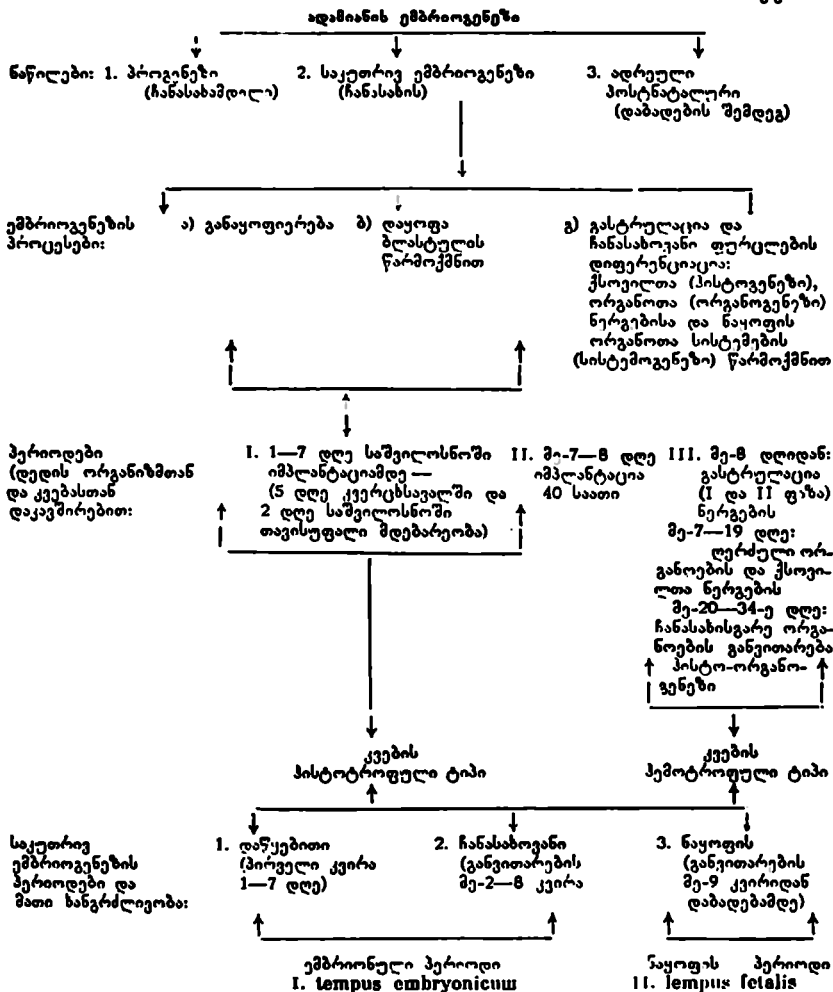 ადამიანის ემბრიოგენეზი
ნაწილები: 1. პროგენეზი
(ჩანასახამდელი)
2. საკუთრივ ემბრიოგენეზი
(ჩანასახის)
3. ადრეული
პოსტნატალური
(დაბადების შემდეგ)
ემბრიოგენეზის
პროცესები:
ა) განაყოფიერება
ბ) დაყოფა
ბლასტულის
წარმოქმნით
გ) გასტრულაცია და
ჩანასახოვანი ფურცლების
დიფერენციაცია:
ქსოვილთა (ჰისტოგენეზი),
ორგანოთა (ორგანოგენეზი)
ნერგებისა და ნაყოფის
ორგანოთა სისტემების
(სისტემოგენეზი) წარმოქმნით
პერიოდები
(დედის ორგანიზმთან
და კვებასთან
დაკავშირებით:
I. 1—7 დღე საშვილოსნოში
იმპლანტაციამდე —
(5 დღე კვერცხსავალში და
2 დღე საშვილოსნოში
თავისუფალი მდებარეობა)
II. მე-7—8 დღე
იმპლანტაცია
40 საათი
III. მე-8 დღიდან:
გასტრულაცია
(I და II ფაზა)
ნერგების
მე-7—19 დღე:
ღერძული ორ-
განოების და ქსოვი-
ლთა ნერგების
მე-20—34-ე დღე:
ჩანასახისგარე ორგა-
ნოების განვითარება
ჰისტო-ორგანო-
გენეზი
კვების
ჰისტოტროფული ტიპი
კვების
ჰემოტროფული ტიპი
საკუთრივ
ემბრიოგენეზის
პერიოდები და
მათი ხანგრძლივობა:
1. დაწყებითი
(პირველი კვირა
1—7 დღე)
2. ჩანასახოვანი
(განვითარების
მე-2—8 კვირა
3. ნაყოფის
(განვითარების
მე-9 კვირიდან
დაბადებამდე)
ემბრიონული პერიოდი
I. tempus embryonicum
ნაყოფის პერიოდი
II. tempus fetalis